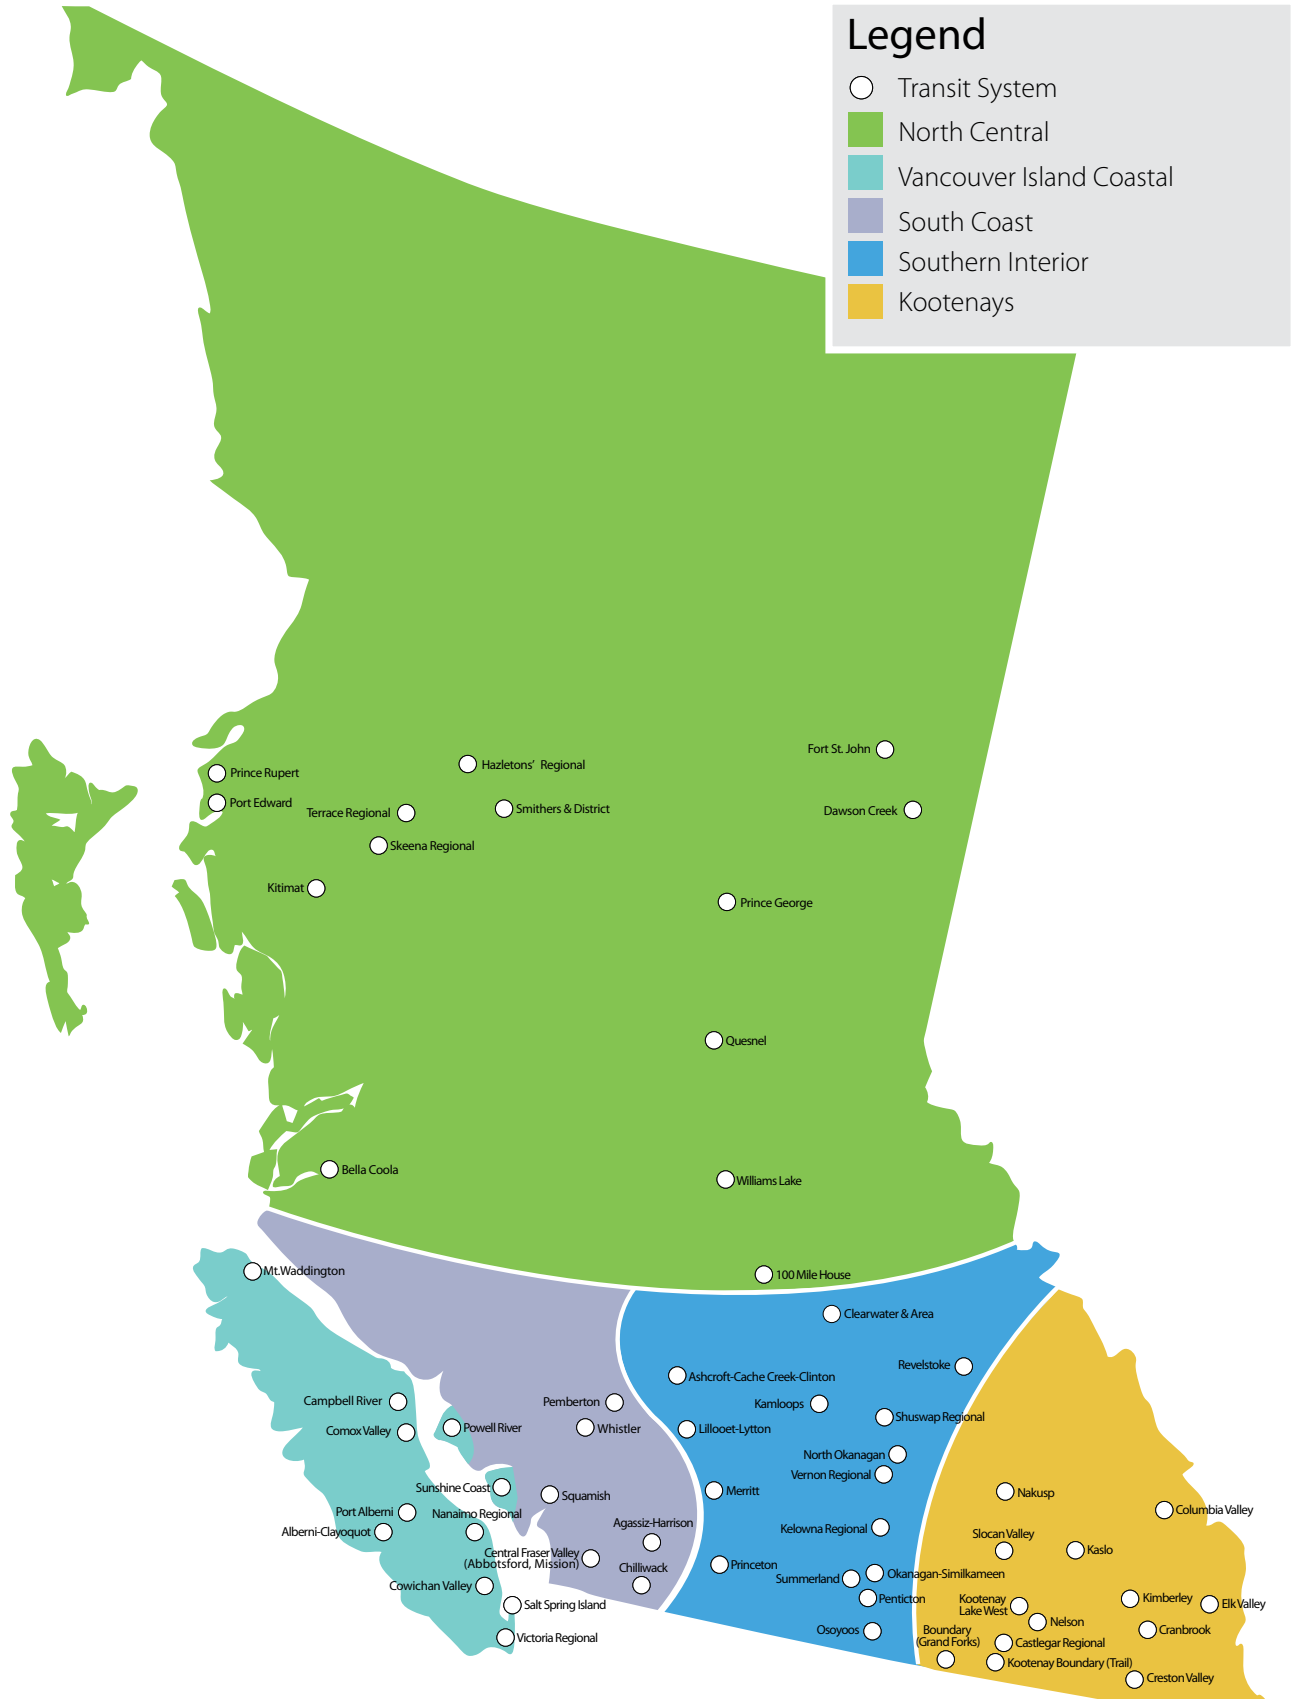 Legend
Transit System
North Central
Vancouver Island Coastal
South Coast
Southern Interior
Kootenays
Fort St. John
Hazletons' Regional
Prince Rupert
Port Edward
Smithers & District
Terrace Regional
Dawson Creek
Skeena Regional
Kitimat
Prince George
Quesnel
Bella Coola
Williams Lake
Mt.Waddington
100 Mile House
Clearwater & Area
Revelstoke
Ashcroft-Cache Creek-Clinton
Campbell River
Pemberton
Kamloops
Shuswap Regional
Comox Valley
Powell River
Whistler
Lillooet-Lytton
North Okanagan
Vernon Regional
Sunshine Coast
Squamish
Merritt
Nakusp
Columbia Valley
Port Alberni
Nanaimo Regional
Agassiz-Harrison
Kelowna Regional
Alberni-Clayoquot
Slocan Valley
Kaslo
Central Fraser Valley
(Abbotsford, Mission)
Chilliwack
Princeton
Okanagan-Similkameen
Summerland
Cowichan Valley
Penticton
Kootenay
Lake West
Kimberley
Elk Valley
Salt Spring Island
Nelson
Osoyoos
Boundary
(Grand Forks)
Cranbrook
Victoria Regional
Castlegar Regional
Kootenay Boundary (Trail)
Creston Valley